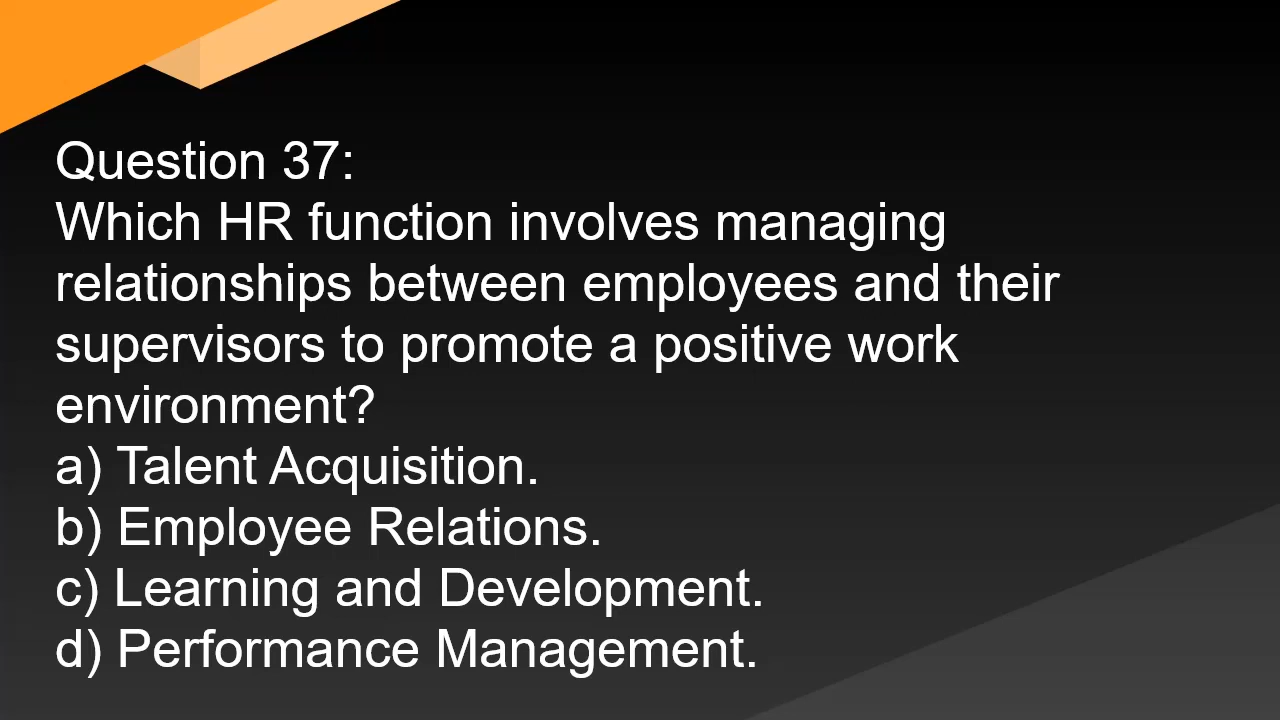 Question 37:
Which HR function involves managing
relationships between employees and their
supervisors to promote a positive work
environment?
a) Talent Acquisition.
b) Employee Relations.
c) Learning and Development.
d) Performance Management.